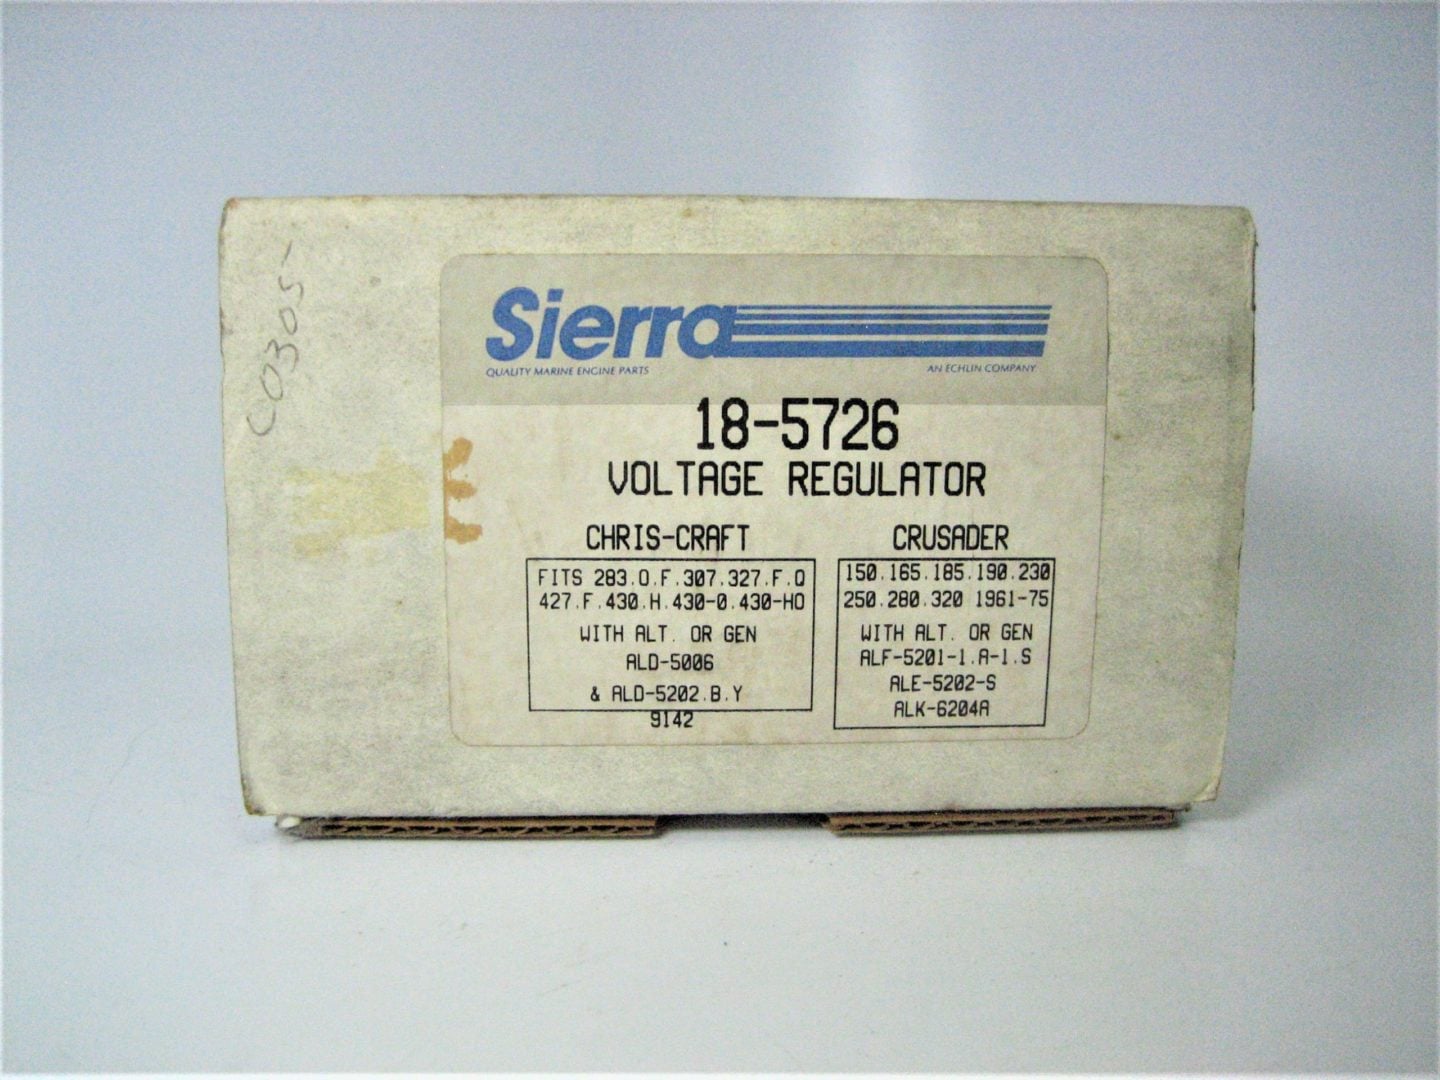 C0305-
Sierra
QUALITY MARINE ENGINE PARTS
AN ECHLIN COMPANY
18-5726
VOLTAGE REGULATOR
CHRIS-CRAFT
FITS 283.Q.F.307.327.F.Q
427.F.430.H.430-Q.430-HO
WITH ALT. OR GEN
ALD-5006
& ALD-5202.B.Y
9142
CRUSADER
150.165.185.190.230
250.280.320 1961-75
WITH ALT. OR GEN
ALF-5201-1.A-1.S
ALE-5202-S
ALK-6204A